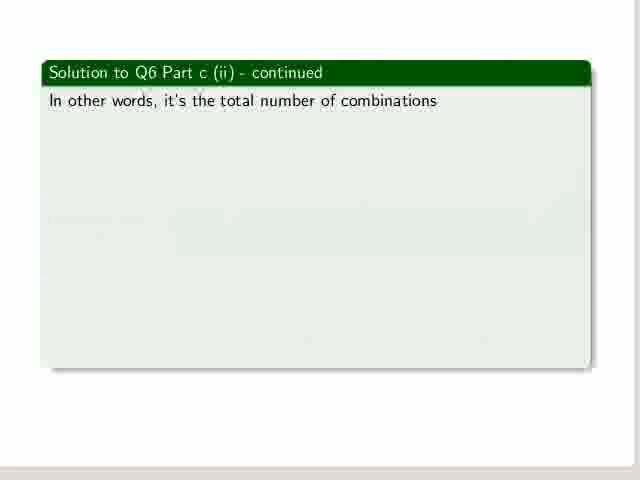 Solution to Q6 Part c (ii) - continued
In other words, it's the total number of combinations